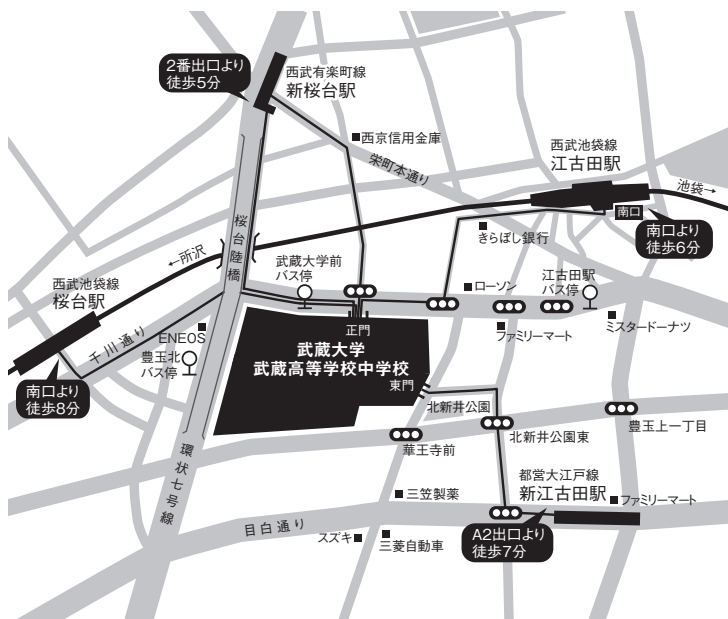 2番出口より
徒歩5分
西武有楽町線
新桜台駅
西京信用金庫
栄町本通り
西武池袋線
江古田駅
池袋→
南口
南口より
徒歩6分
きらぼし銀行
桜台陸橋
←所沢
武蔵大学前
バス停
西武池袋線
桜台駅
千川通り
ローソン
江古田駅
バス停
ENEOS
豊玉北
バス停
正門
武蔵大学
武蔵高等学校中学校
東門
ファミリーマート
ミスタードーナツ
南口より
徒歩8分
北新井公園
華王寺前
北新井公園東
豊玉上一丁目
環状七号線
三笠製薬
都営大江戸線
新江古田駅
ファミリーマート
目白通り
スズキ
三菱自動車
A2出口より
徒歩7分